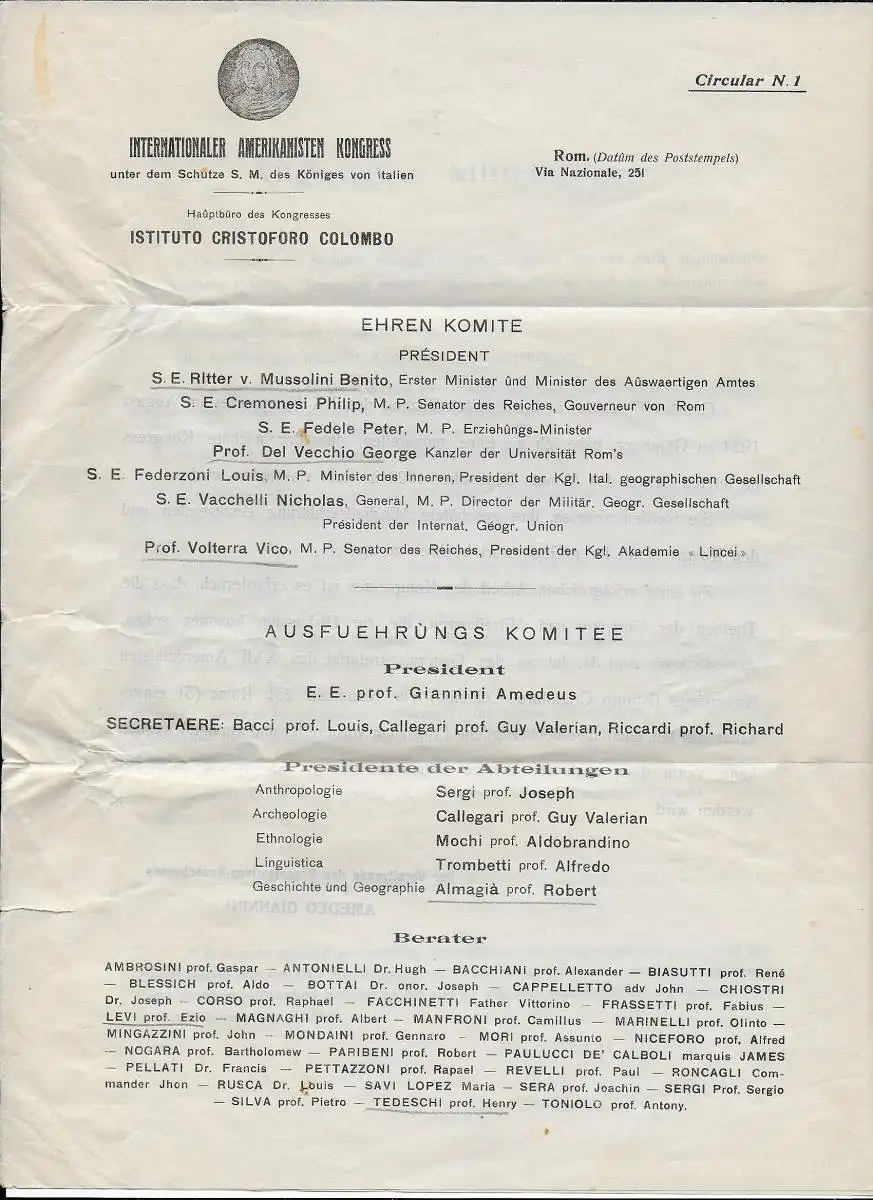 Circular N. 1
INTERNATIONALER AMERIKANISTEN KONGRESS
unter dem Schûtze S. M. des Königes von Italien
Rom. (Datûm des Poststempels)
Via Nazionale, 251
Haûptbûro des Kongresses
ISTITUTO CRISTOFORO COLOMBO
EHREN KOMITE
PRÉSIDENT
S. E. RItter v. Mussolini Benito, Erster Minister ûnd Minister des Aûswaertigen Amtes
S. E. Cremonesi Philip, M. P. Senator des Reiches, Gouverneur von Rom
S. E. Fedele Peter, M. P. Erziehûngs-Minister
Prof. Del Vecchio George Kanzler der Universität Rom's
S. E. Federzoni Louis, M. P. Minister des Inneren, President der Kgl. Ital. geographischen Gesellschaft
S. E. Vacchelli Nicholas, General, M. P. Director der Militär. Geogr. Gesellschaft
Président der Internat. Géogr. Union
Prof. Volterra Vico, M. P. Senator des Reiches, President der Kgl. Akademie « Lincei »
AUSFUEHRÙNGS KOMITEE
President
E. E. prof. Giannini Amedeus
SECRETAERE: Bacci prof. Louis, Callegari prof. Guy Valerian, Riccardi prof. Richard
Presidente der Abteilungen
Anthropologie Sergi prof. Joseph
Archeologie Callegari prof. Guy Valerian
Ethnologie Mochi prof. Aldobrandino
Linguistica Trombetti prof. Alfredo
Geschichte ûnd Geographie Almagià prof. Robert
Berater
AMBROSINI prof. Gaspar — ANTONIELLI Dr. Hugh — BACCHIANI prof. Alexander — BIASUTTI prof. René
— BLESSICH prof. Aldo — BOTTAI Dr. onor. Joseph — CAPPELLETTO adv John — CHIOSTRI
Dr. Joseph — CORSO prof. Raphael — FACCHINETTI Father Vittorino — FRASSETTI prof. Fabius —
LEVI prof. Ezio — MAGNAGHI prof. Albert — MANFRONI prof. Camillus — MARINELLI prof. Olinto —
MINGAZZINI prof. John — MONDAINI prof. Gennaro — MORI prof. Assunto — NICEFORO prof. Alfred
— NOGARA prof. Bartholomew — PARIBENI prof. Robert — PAULUCCI DE' CALBOLI marquis JAMES
— PELLATI Dr. Francis — PETTAZZONI prof. Rapael — REVELLI prof. Paul — RONCAGLI Com-
mander Jhon — RUSCA Dr. Louis — SAVI LOPEZ Maria — SERA prof. Joachin — SERGI Prof. Sergio
— SILVA prof. Pietro — TEDESCHI prof. Henry — TONIOLO prof. Antony.